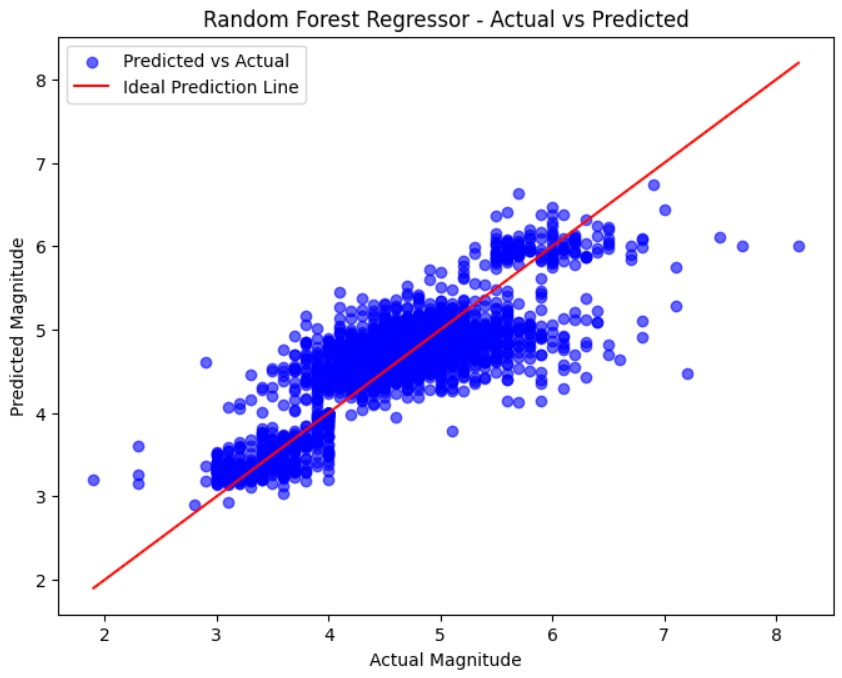 Random Forest Regressor - Actual vs Predicted
Predicted vs Actual
Ideal Prediction Line
8
7
6
5
4
3
2
Predicted Magnitude
2 3 4 5 6 7 8
Actual Magnitude